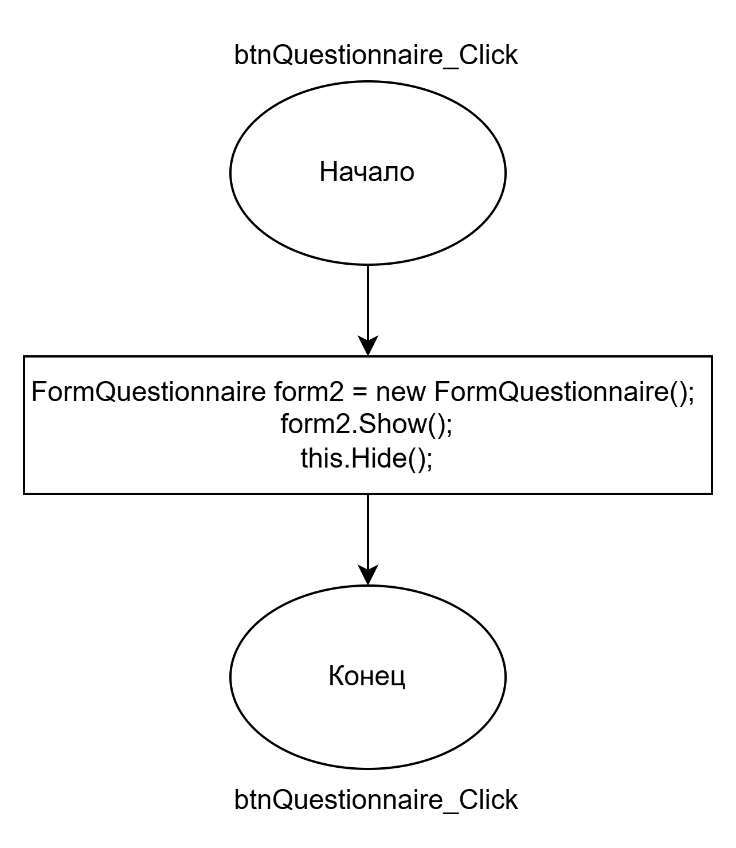 btnQuestionnaire_Click
Начало
FormQuestionnaire form2 = new FormQuestionnaire();
form2.Show();
this.Hide();
Конец
btnQuestionnaire_Click